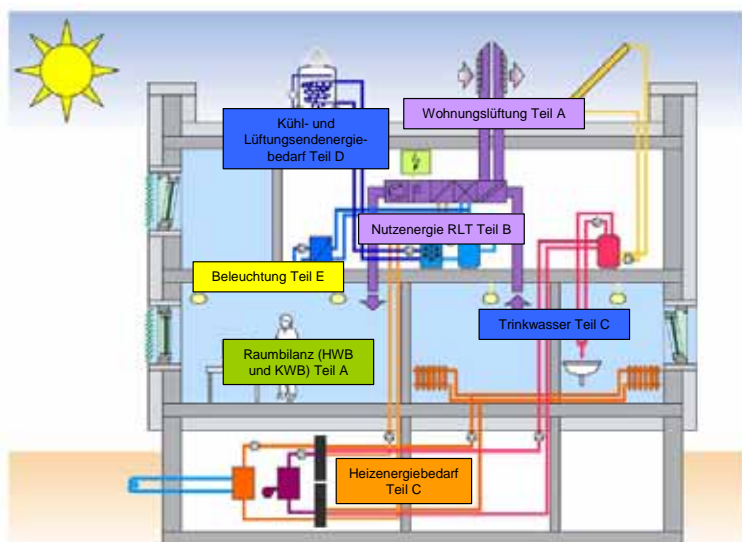 Wohnungslüftung Teil A
Kühl- und
Lüftungsendenergie-
bedarf Teil D
Nutzenergie RLT Teil B
Beleuchtung Teil E
Trinkwasser Teil C
Raumbilanz (HWB
und KWB) Teil A
Heizenergiebedarf
Teil C